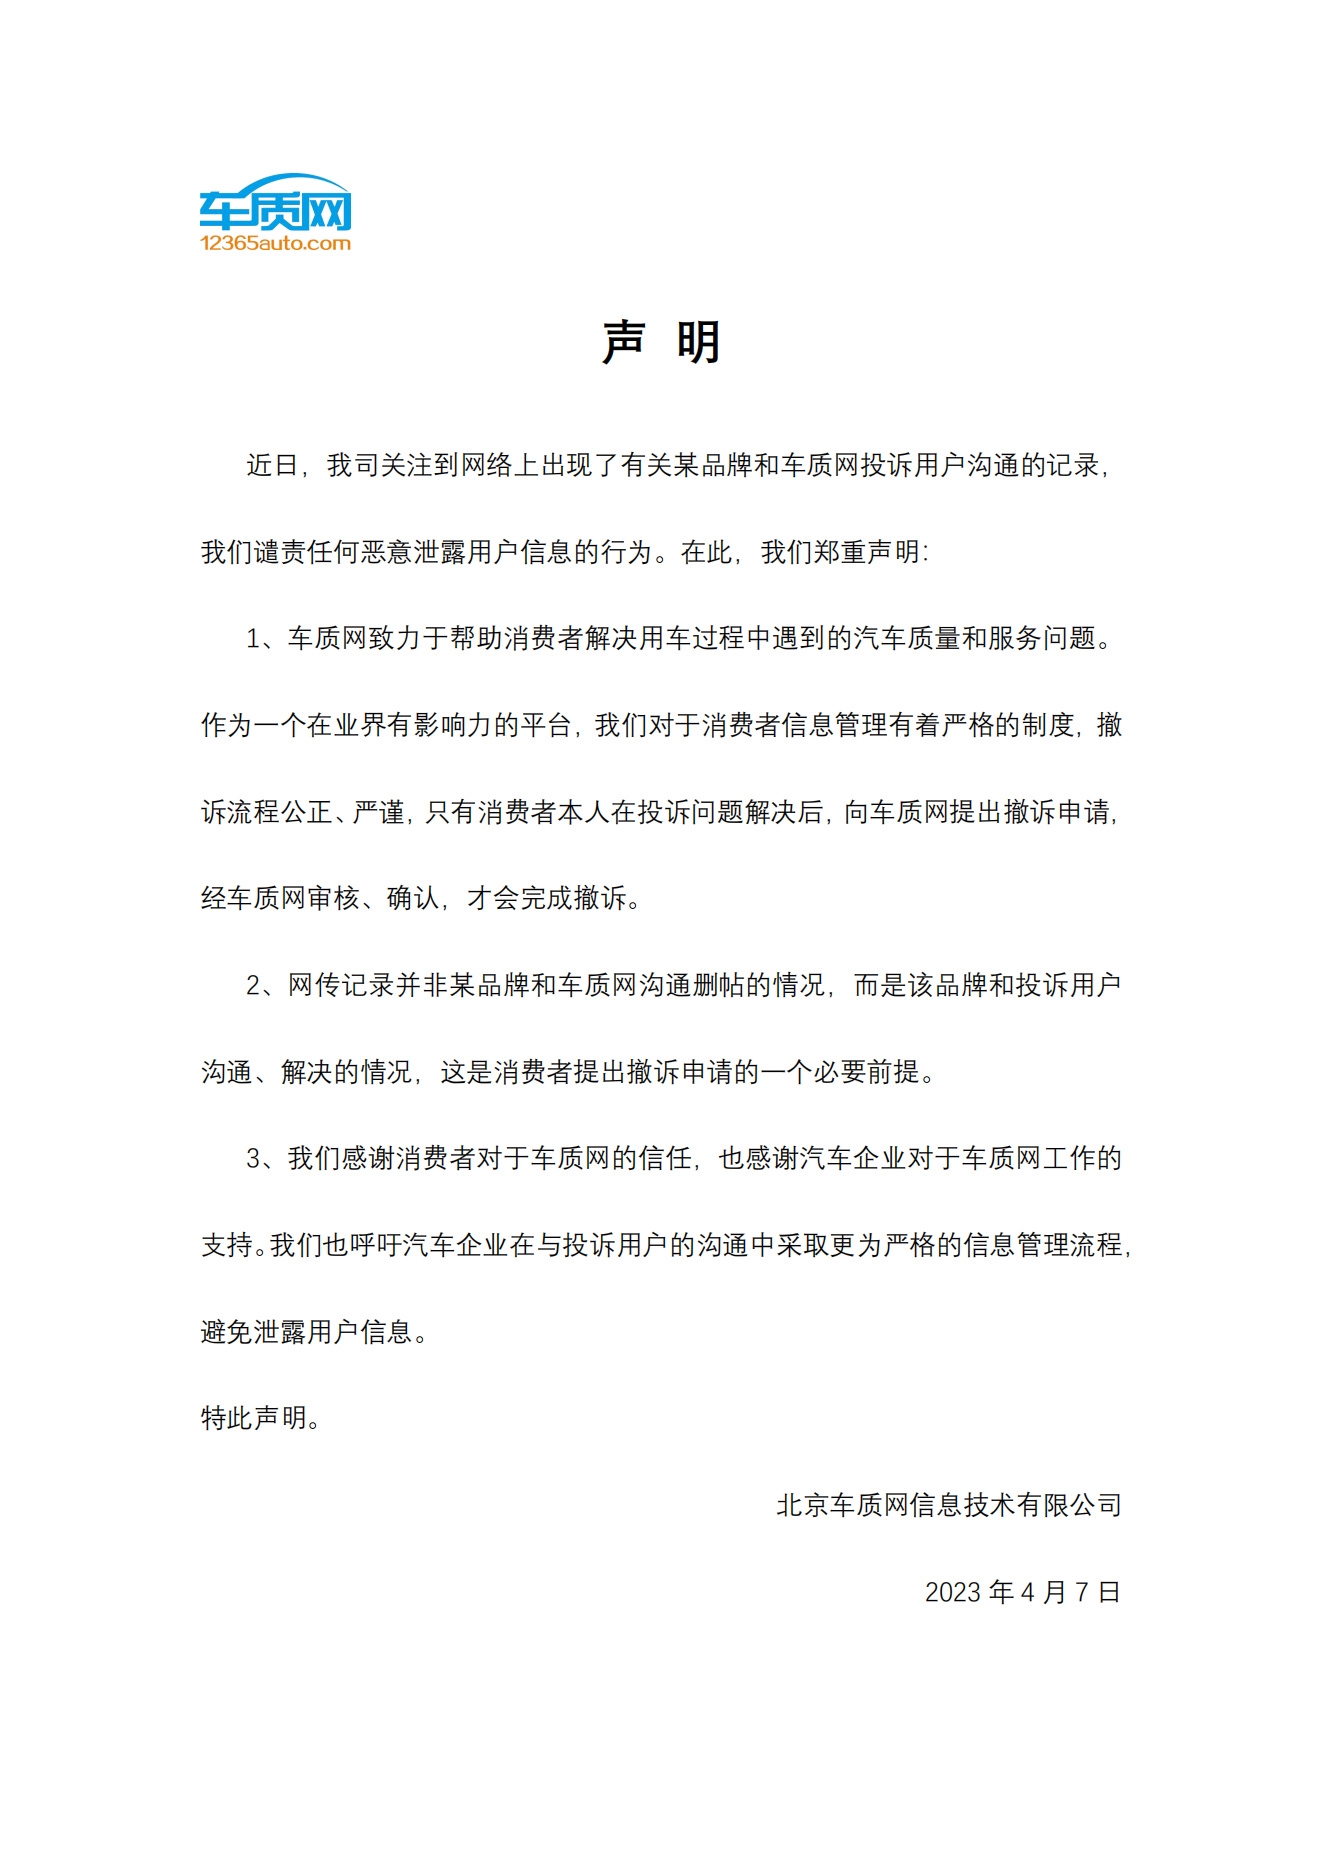 车质网
12365auto.com
声 明
近日，我司关注到网络上出现了有关某品牌和车质网投诉用户沟通的记录，
我们谴责任何恶意泄露用户信息的行为。在此，我们郑重声明：
1、车质网致力于帮助消费者解决用车过程中遇到的汽车质量和服务问题。
作为一个在业界有影响力的平台，我们对于消费者信息管理有着严格的制度，撤
诉流程公正、严谨，只有消费者本人在投诉问题解决后，向车质网提出撤诉申请，
经车质网审核、确认，才会完成撤诉。
2、网传记录并非某品牌和车质网沟通删帖的情况，而是该品牌和投诉用户
沟通、解决的情况，这是消费者提出撤诉申请的一个必要前提。
3、我们感谢消费者对于车质网的信任，也感谢汽车企业对于车质网工作的
支持。我们也呼吁汽车企业在与投诉用户的沟通中采取更为严格的信息管理流程，
避免泄露用户信息。
特此声明。
北京车质网信息技术有限公司
2023 年 4 月 7 日